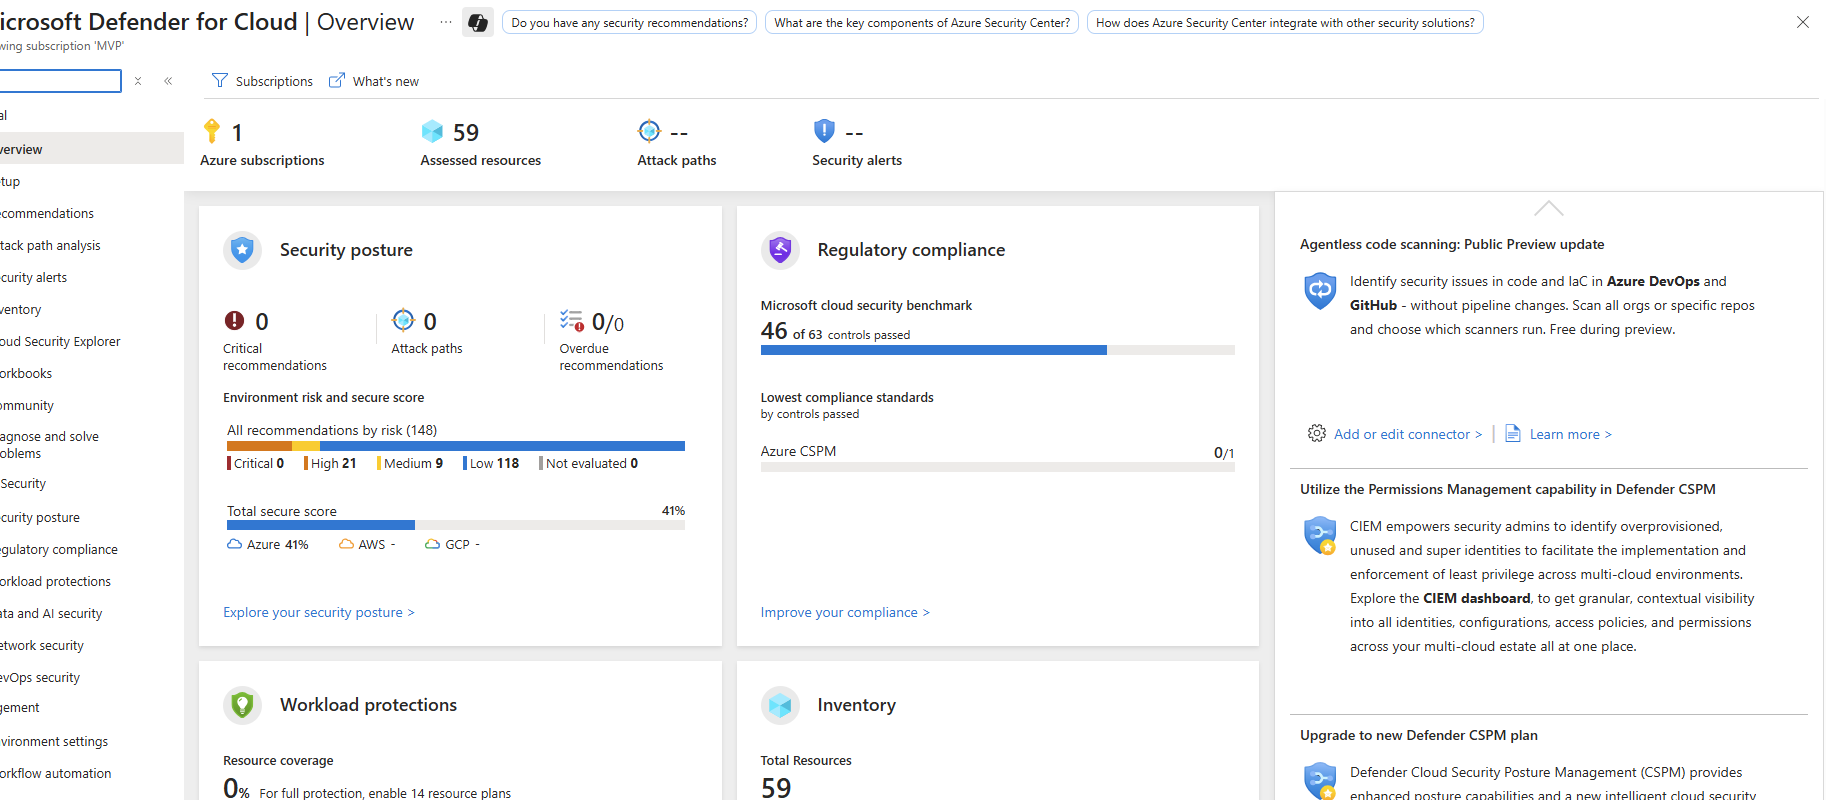 icrosoft Defender for Cloud | Overview
Do you have any security recommendations?
What are the key components of Azure Security Center?
How does Azure Security Center integrate with other security solutions?
wing subscription 'MVP'
Subscriptions
What's new
al
verview
etup
ecommendations
ttack path analysis
ecurity alerts
ventory
oud Security Explorer
orkbooks
ommunity
agnose and solve
oblems
Security
ecurity posture
egulatory compliance
orkload protections
ata and AI security
etwork security
evOps security
gement
nvironment settings
orkflow automation
1
Azure subscriptions
59
Assessed resources
--
Attack paths
--
Security alerts
Security posture
0
Critical
recommendations
0
Attack paths
0/0
Overdue
recommendations
Environment risk and secure score
All recommendations by risk (148)
Critical 0
High 21
Medium 9
Low 118
Not evaluated 0
Total secure score
41%
Azure 41%
AWS -
GCP -
Explore your security posture >
Regulatory compliance
Microsoft cloud security benchmark
46 of 63 controls passed
Lowest compliance standards
by controls passed
Azure CSPM
0/1
Improve your compliance >
Workload protections
Resource coverage
0% For full protection, enable 14 resource plans
Inventory
Total Resources
59
Agentless code scanning: Public Preview update
Identify security issues in code and IaC in Azure DevOps and
GitHub - without pipeline changes. Scan all orgs or specific repos
and choose which scanners run. Free during preview.
Add or edit connector >
Learn more >
Utilize the Permissions Management capability in Defender CSPM
CIEM empowers security admins to identify overprovisioned,
unused and super identities to facilitate the implementation and
enforcement of least privilege across multi-cloud environments.
Explore the CIEM dashboard, to get granular, contextual visibility
into all identities, configurations, access policies, and permissions
across your multi-cloud estate all at one place.
Upgrade to new Defender CSPM plan
Defender Cloud Security Posture Management (CSPM) provides
enhanced posture capabilities and a new intelligent cloud security